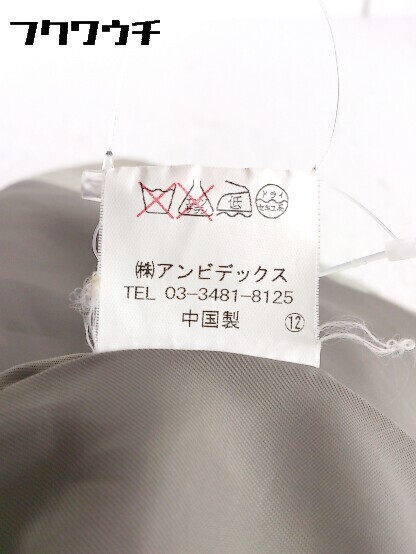 フクワウチ
低
ドライ
セキユ系
(株)アンビデックス
TEL 03-3481-8125
中国製 ⑫